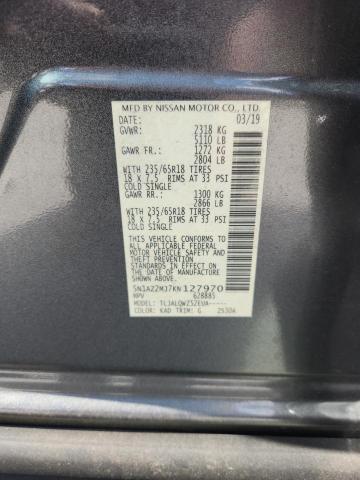 MFD BY NISSAN MOTOR CO., LTD.
DATE: 03/19
GVWR: 2318 KG
5110 LB
GAWR FR.: 1272 KG
2804 LB
WITH 235/65R18 TIRES
18 X 7.5 RIMS AT 33 PSI
COLD SINGLE
GAWR RR.: 1300 KG
2866 LB
WITH 235/65R18 TIRES
18 X 7.5 RIMS AT 33 PSI
COLD SINGLE
THIS VEHICLE CONFORMS TO
ALL APPLICABLE FEDERAL
MOTOR VEHICLE SAFETY
STANDARDS IN EFFECT ON
THE DATE OF MANUFACTURE
SHOWN ABOVE.
5N1AZ2MJ7KN127970
MPV 628885
MODEL: TLJALQWZ52EUA-----
COLOR: KAD TRIM: G 2530A